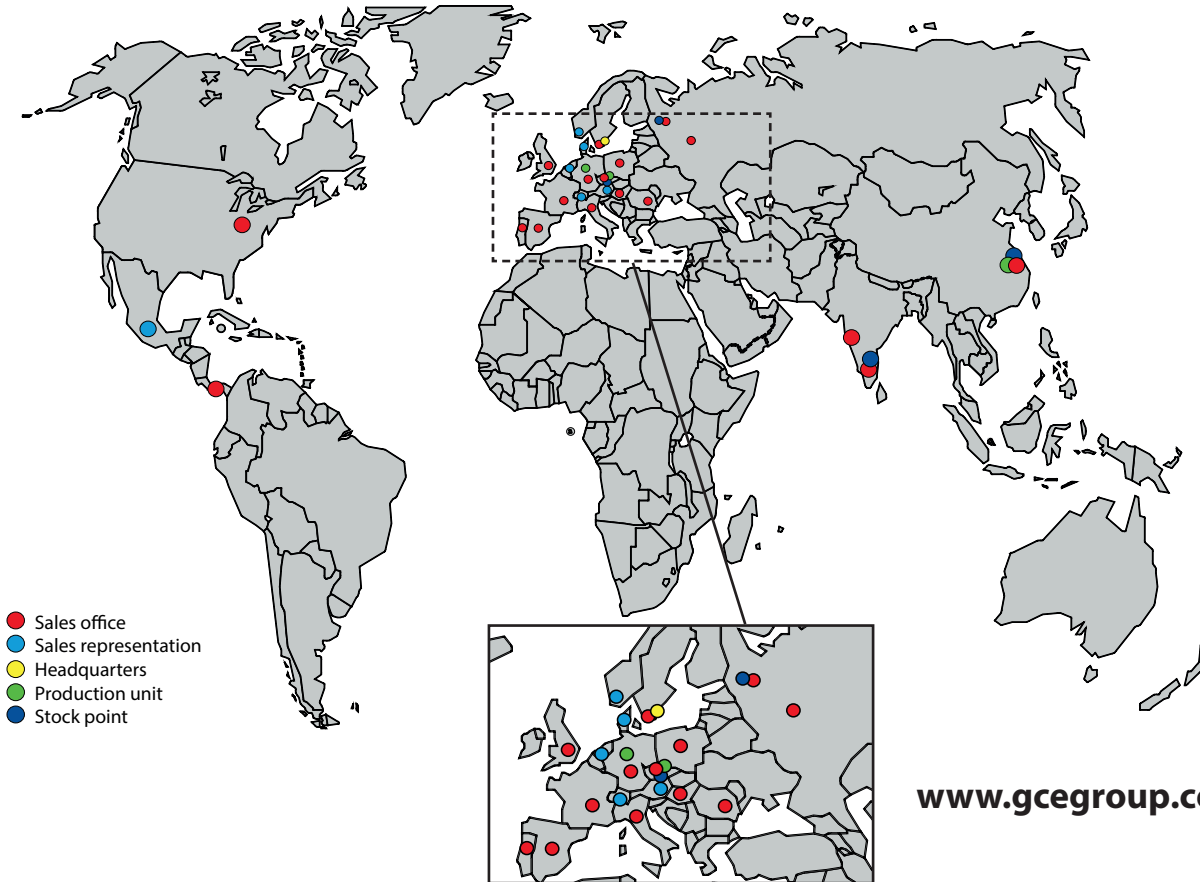 Sales office
Sales representation
Headquarters
Production unit
Stock point
www.gcegroup.co